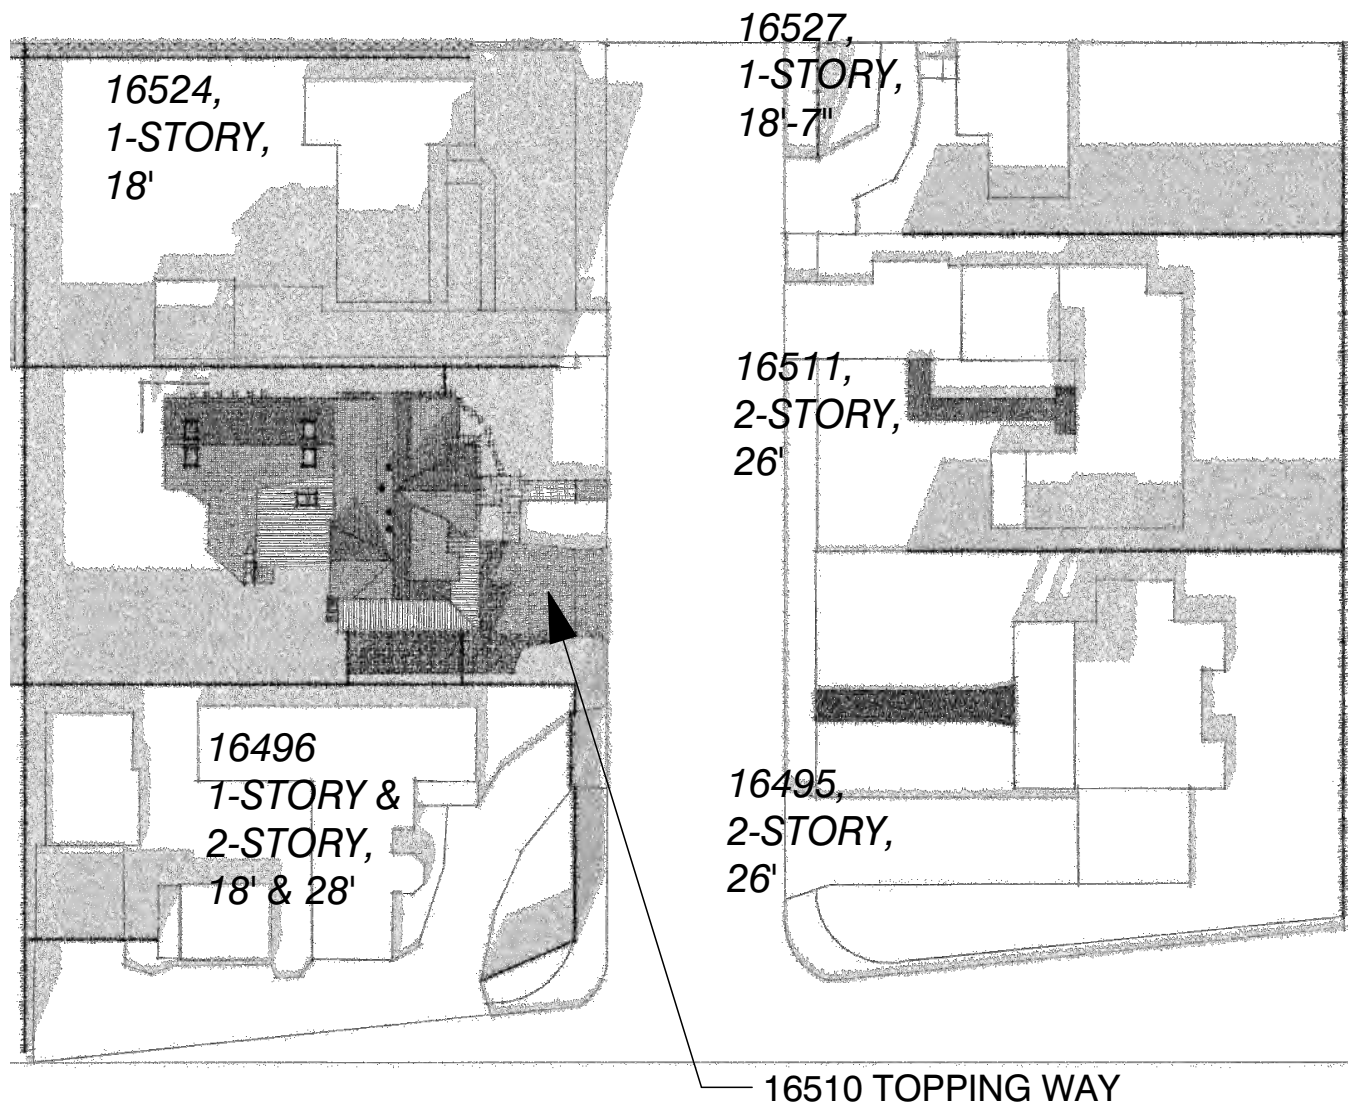 16524,
1-STORY,
18'
16527,
1-STORY,
18'-7"
16511,
2-STORY,
26'
16496
1-STORY &
2-STORY,
18' & 28'
16495,
2-STORY,
26'
16510 TOPPING WAY